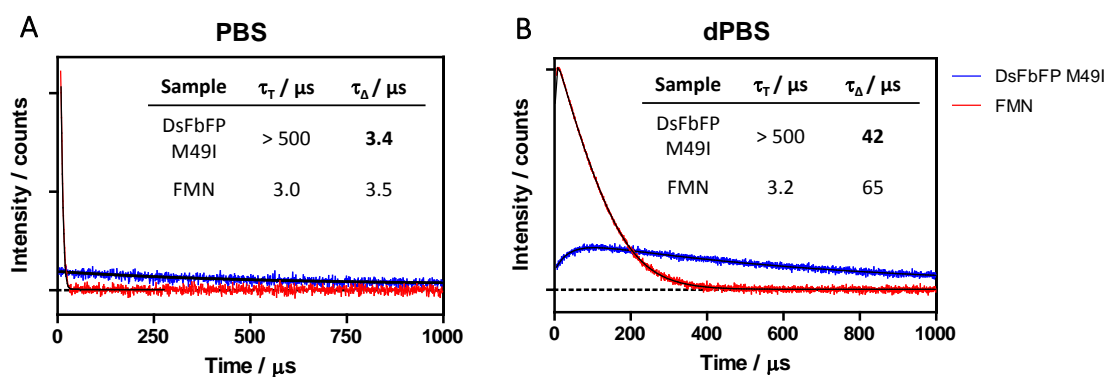 A
PBS
Intensity / counts
Sample τT / μs τΔ / μs
DsFbFP M49I > 500 3.4
FMN 3.0 3.5
0 250 500 750 1000
Time / μs
B
dPBS
Intensity / counts
Sample τT / μs τΔ / μs
DsFbFP M49I > 500 42
FMN 3.2 65
0 200 400 600 800 1000
Time / μs
DsFbFP M49I
FMN